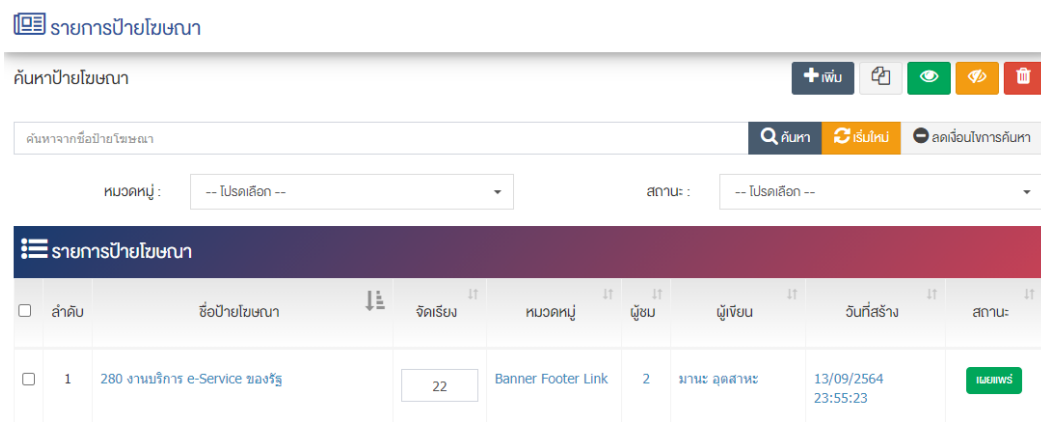 รายการป้ายโฆษณา
ค้นหาป้ายโฆษณา
เพิ่ม
ค้นหาจากชื่อป้ายโฆษณา
ค้นหา เริ่มใหม่ ลดเงื่อนไขการค้นหา
หมวดหมู่ : -- โปรดเลือก -- สถานะ : -- โปรดเลือก --
รายการป้ายโฆษณา
ลำดับ ชื่อป้ายโฆษณา จัดเรียง หมวดหมู่ ผู้ชม ผู้เขียน วันที่สร้าง สถานะ
1 280 งานบริการ e-Service ของรัฐ 22 Banner Footer Link 2 มานะ อุตสาหะ 13/09/2564 เผยแพร่
23:55:23